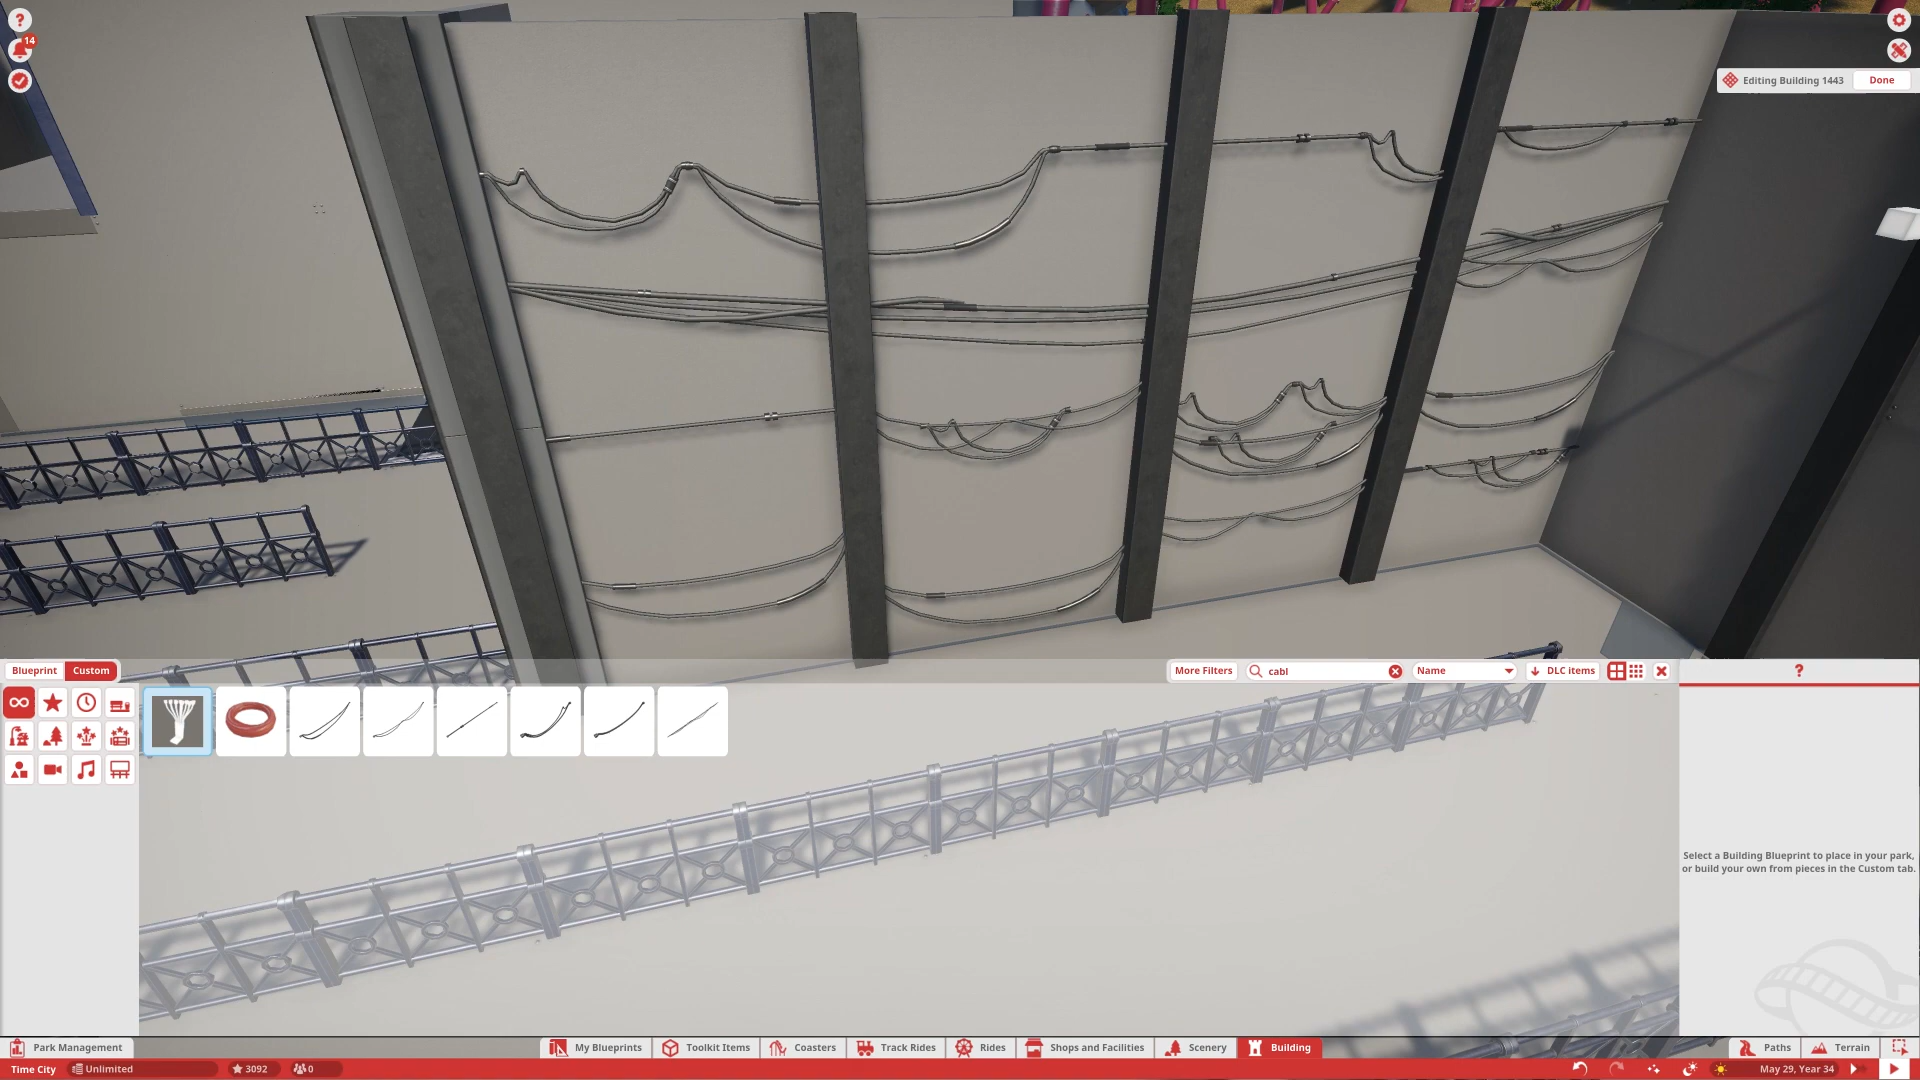 ?
14
Editing Building 1443 Done
Blueprint Custom
More Filters cabl Name DLC items
?
Select a Building Blueprint to place in your park,
or build your own from pieces in the Custom tab.
Park Management My Blueprints Toolkit Items Coasters Track Rides Rides Shops and Facilities Scenery Building Paths Terrain
Time City Unlimited 3092 0 May 29, Year 34